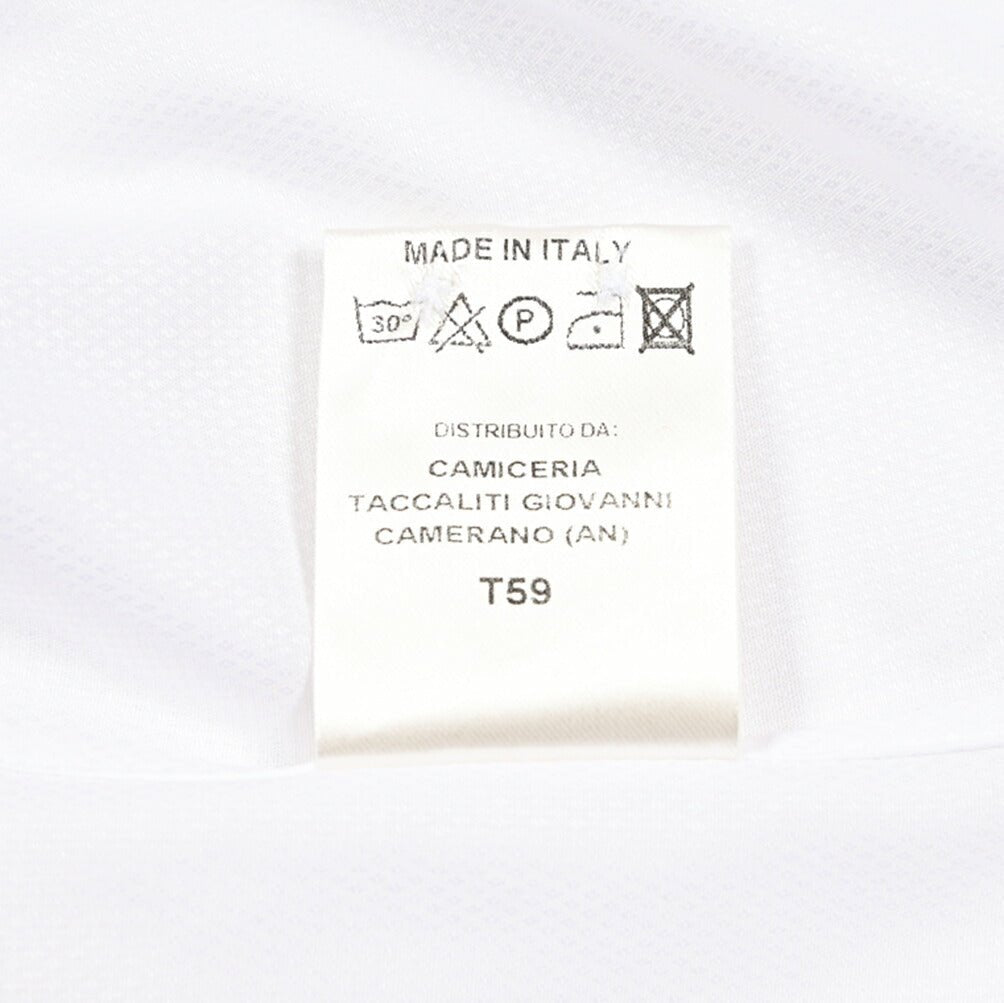 MADE IN ITALY
30° P
DISTRIBUITO DA:
CAMICERIA
TACCALITI GIOVANNI
CAMERANO (AN)
T59